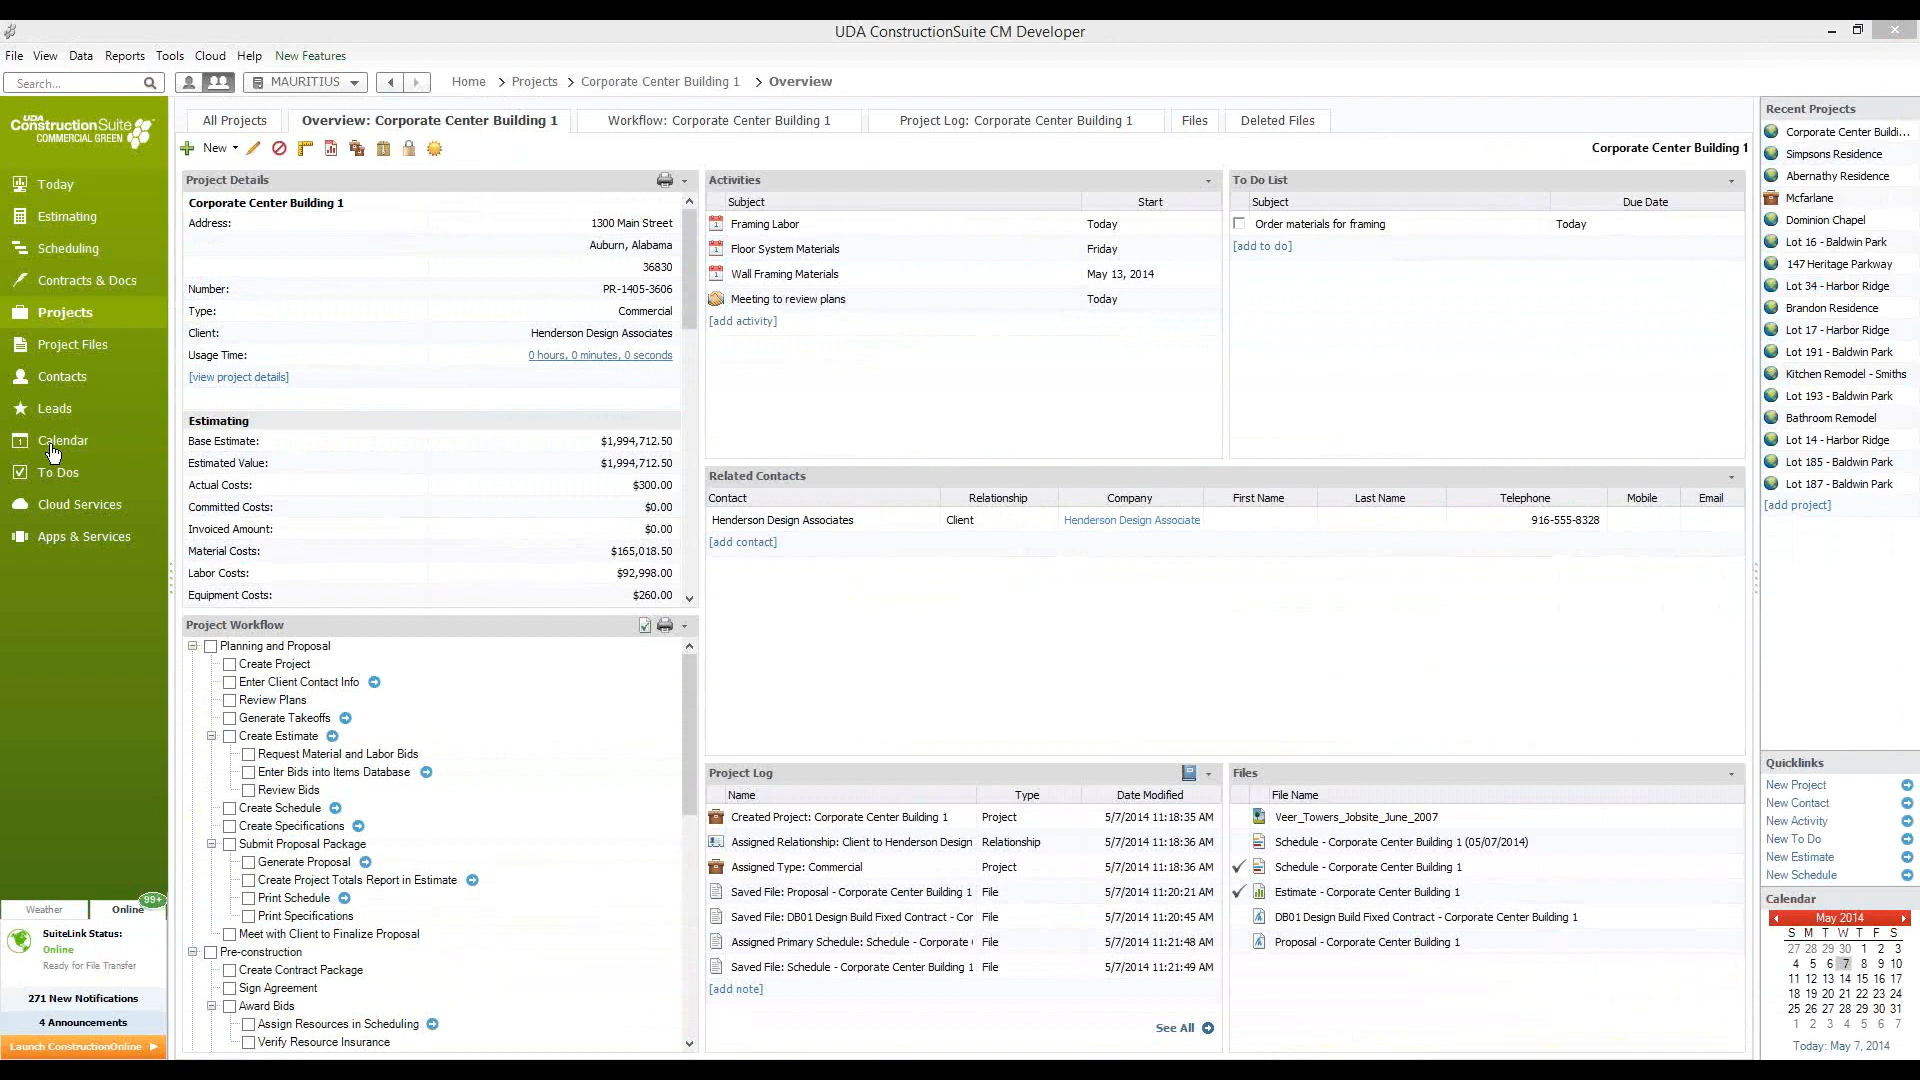 UDA ConstructionSuite CM Developer
File View Data Reports Tools Cloud Help New Features
Search... MAURITIUS Home > Projects > Corporate Center Building 1 > Overview
UDA
ConstructionSuite
COMMERCIAL GREEN
Today
Estimating
Scheduling
Contracts & Docs
Projects
Project Files
Contacts
Leads
Calendar
To Dos
Cloud Services
Apps & Services
Weather Online 99+
SuiteLink Status:
Online
Ready for File Transfer
271 New Notifications
4 Announcements
Launch ConstructionOnline
All Projects Overview: Corporate Center Building 1 Workflow: Corporate Center Building 1 Project Log: Corporate Center Building 1 Files Deleted Files
New Corporate Center Building 1
Project Details
Corporate Center Building 1
Address: 1300 Main Street
Auburn, Alabama
36830
Number: PR-1405-3606
Type: Commercial
Client: Henderson Design Associates
Usage Time: 0 hours, 0 minutes, 0 seconds
[view project details]
Estimating
Base Estimate: $1,994,712.50
Estimated Value: $1,994,712.50
Actual Costs: $300.00
Committed Costs: $0.00
Invoiced Amount: $0.00
Material Costs: $165,018.50
Labor Costs: $92,998.00
Equipment Costs: $260.00
Project Workflow
Planning and Proposal
Create Project
Enter Client Contact Info
Review Plans
Generate Takeoffs
Create Estimate
Request Material and Labor Bids
Enter Bids into Items Database
Review Bids
Create Schedule
Create Specifications
Submit Proposal Package
Generate Proposal
Create Project Totals Report in Estimate
Print Schedule
Print Specifications
Meet with Client to Finalize Proposal
Pre-construction
Create Contract Package
Sign Agreement
Award Bids
Assign Resources in Scheduling
Verify Resource Insurance
Activities
Subject Start
Framing Labor Today
Floor System Materials Friday
Wall Framing Materials May 13, 2014
Meeting to review plans Today
[add activity]
To Do List
Subject Due Date
Order materials for framing Today
[add to do]
Related Contacts
Contact Relationship Company First Name Last Name Telephone Mobile Email
Henderson Design Associates Client Henderson Design Associate 916-555-8328
[add contact]
Project Log
Name Type Date Modified
Created Project: Corporate Center Building 1 Project 5/7/2014 11:18:35 AM
Assigned Relationship: Client to Henderson Design Relationship 5/7/2014 11:18:36 AM
Assigned Type: Commercial Project 5/7/2014 11:18:36 AM
Saved File: Proposal - Corporate Center Building 1 File 5/7/2014 11:20:21 AM
Saved File: DB01 Design Build Fixed Contract - Cor File 5/7/2014 11:20:45 AM
Assigned Primary Schedule: Schedule - Corporate File 5/7/2014 11:21:48 AM
Saved File: Schedule - Corporate Center Building 1 File 5/7/2014 11:21:49 AM
[add note]
See All
Files
File Name
Veer_Towers_Jobsite_June_2007
Schedule - Corporate Center Building 1 (05/07/2014)
Schedule - Corporate Center Building 1
Estimate - Corporate Center Building 1
DB01 Design Build Fixed Contract - Corporate Center Building 1
Proposal - Corporate Center Building 1
Recent Projects
Corporate Center Buildi...
Simpsons Residence
Abernathy Residence
Mcfarlane
Dominion Chapel
Lot 16 - Baldwin Park
147 Heritage Parkway
Lot 34 - Harbor Ridge
Brandon Residence
Lot 17 - Harbor Ridge
Lot 191 - Baldwin Park
Kitchen Remodel - Smiths
Lot 193 - Baldwin Park
Bathroom Remodel
Lot 14 - Harbor Ridge
Lot 185 - Baldwin Park
Lot 187 - Baldwin Park
[add project]
Quicklinks
New Project
New Contact
New Activity
New To Do
New Estimate
New Schedule
Calendar
May 2014
S M T W T F S
27 28 29 30 1 2 3
4 5 6 7 8 9 10
11 12 13 14 15 16 17
18 19 20 21 22 23 24
25 26 27 28 29 30 31
1 2 3 4 5 6 7
Today: May 7, 2014